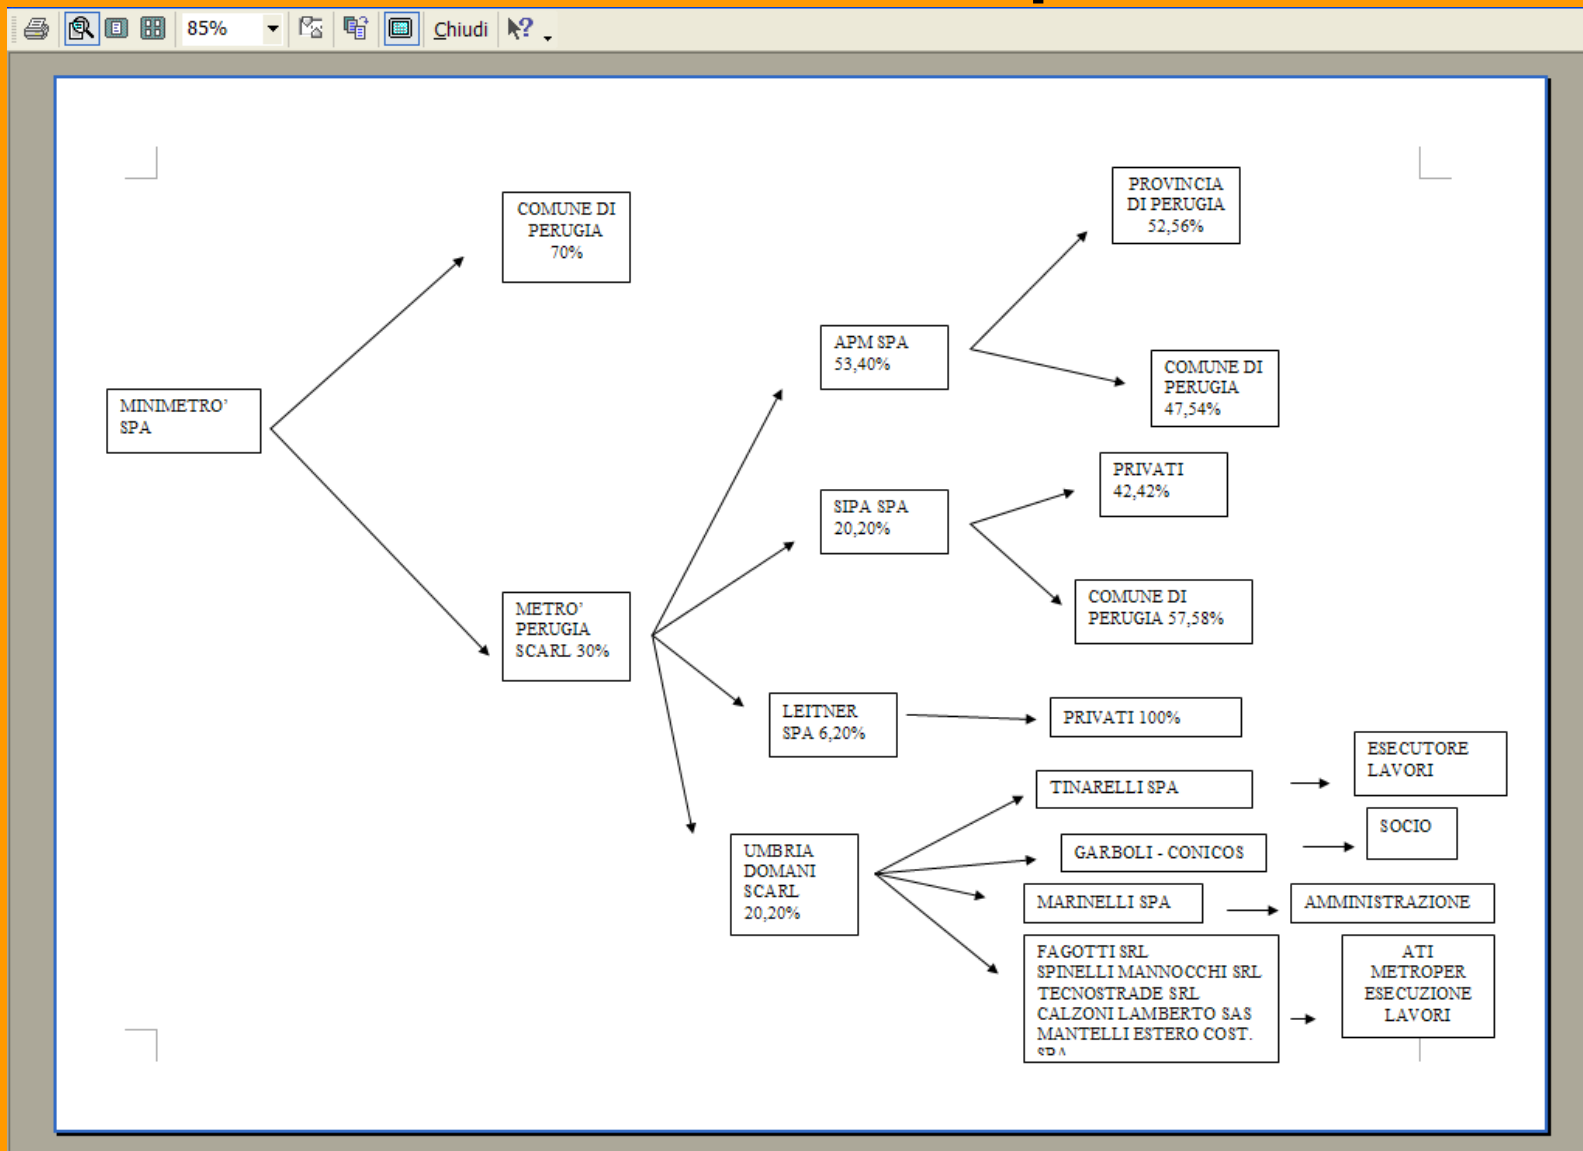 85%
Chiudi
COMUNE DI
PERUGIA
70%
MINIMETRO’
SPA
METRO’
PERUGIA
SCARL 30%
APM SPA
53,40%
PROVINCIA
DI PERUGIA
52,56%
COMUNE DI
PERUGIA
47,54%
SIPA SPA
20,20%
PRIVATI
42,42%
COMUNE DI
PERUGIA 57,58%
LEITNER
SPA 6,20%
PRIVATI 100%
UMBRIA
DOMANI
SCARL
20,20%
TINARELLI SPA
ESECUTORE
LAVORI
GARBOLI - CONICOS
SOCIO
MARINELLI SPA
AMMINISTRAZIONE
FAGOTTI SRL
SPINELLI MANNOCCHI SRL
TECNOSTRADE SRL
CALZONI LAMBERTO SAS
MANTELLI ESTERO COST.
SPA
ATI
METROPER
ESECUZIONE
LAVORI